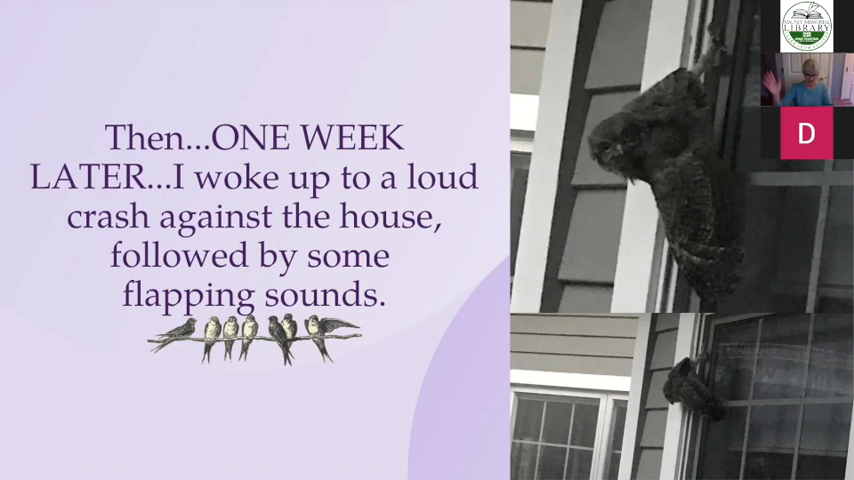 Then...ONE WEEK
LATER...I woke up to a loud
crash against the house,
followed by some
flapping sounds.
LIBRARY
D